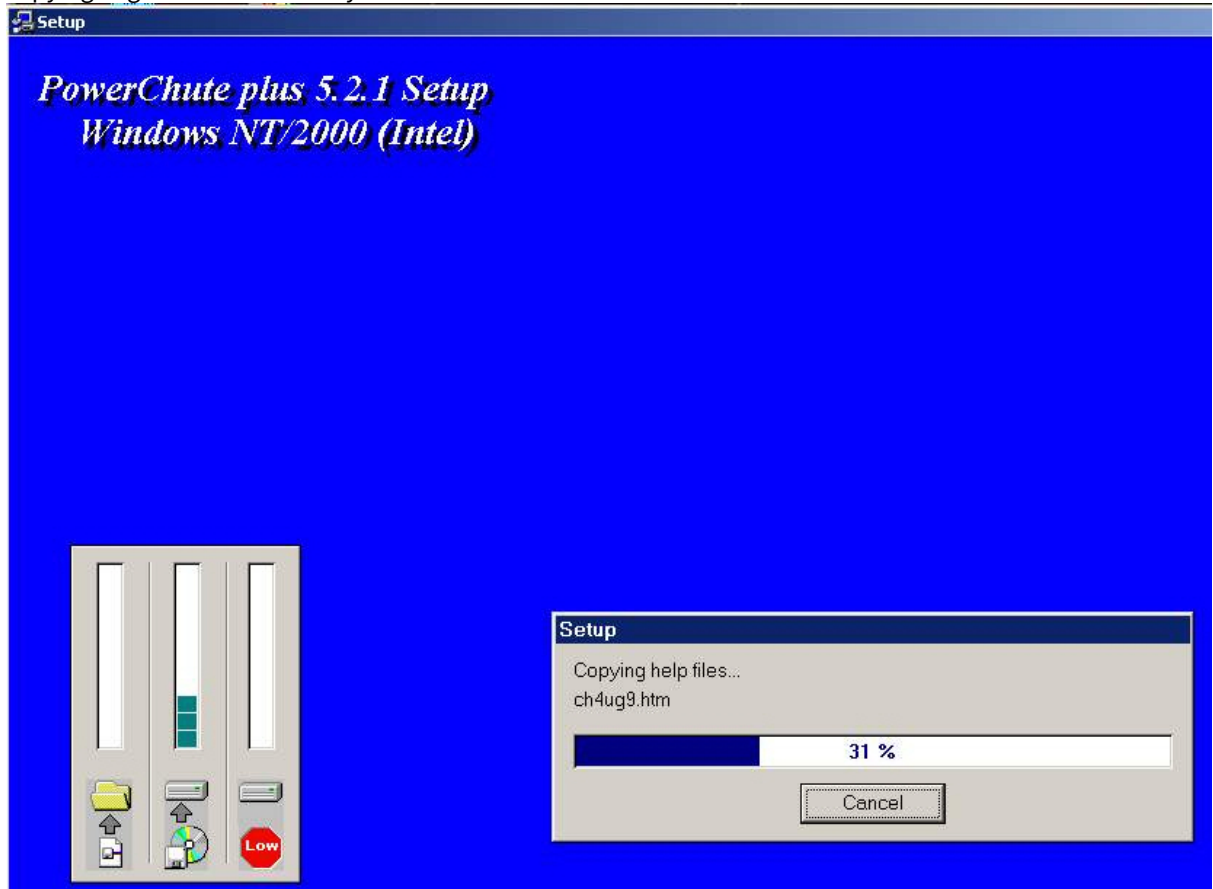 Setup
PowerChute plus 5.2.1 Setup
Windows NT/2000 (Intel)
Setup
Copying help files...
ch4ug9.htm
31 %
Cancel
Low